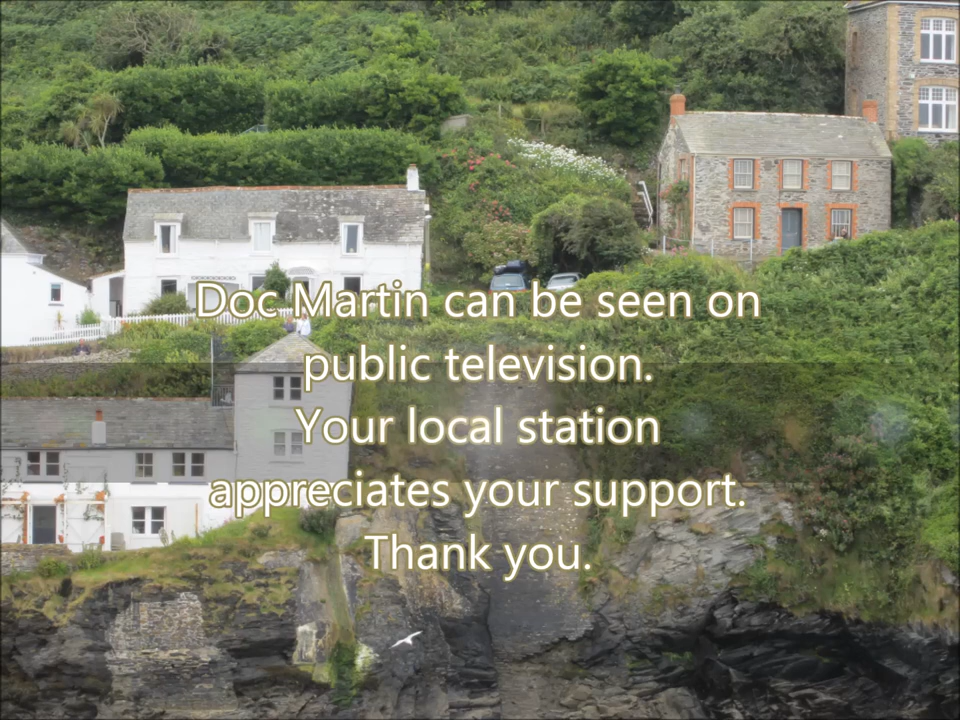 Doc Martin can be seen on
public television.
Your local station
appreciates your support.
Thank you.